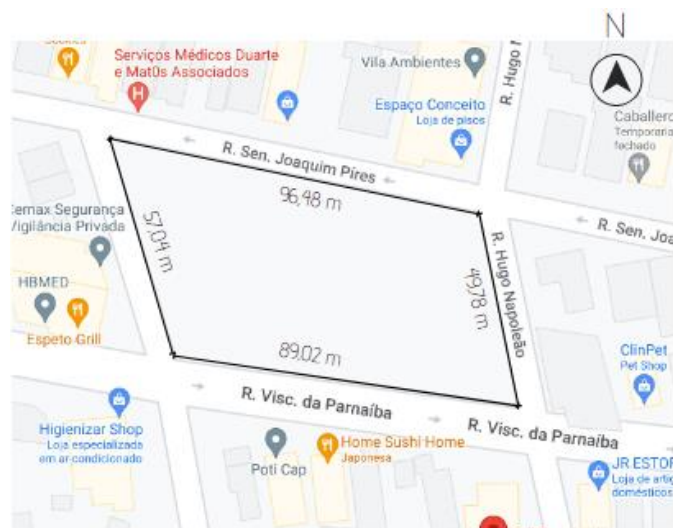 N
Serviços Médicos Duarte
e Mat0s Associados
Vila Ambientes
R. Hugo N
Espaço Conceito
Loja de pisos
Caballero
Temporaria
fechado
R. Sen. Joaquim Pires
96,48 m
R. Sen. Joa
Cemax Segurança
Vigilância Privada
57,04 m
R. Hugo Napoleão
49,78 m
HBMED
Espeto Grill
89,02 m
ClinPet
Pet Shop
R. Visc. da Parnaíba
R. Visc. da Parnaíba
Higienizar Shop
Loja especializada
em ar-condicionado
Home Sushi Home
Japonesa
Poti Cap
JR ESTOF
Loja de artig
domésticos